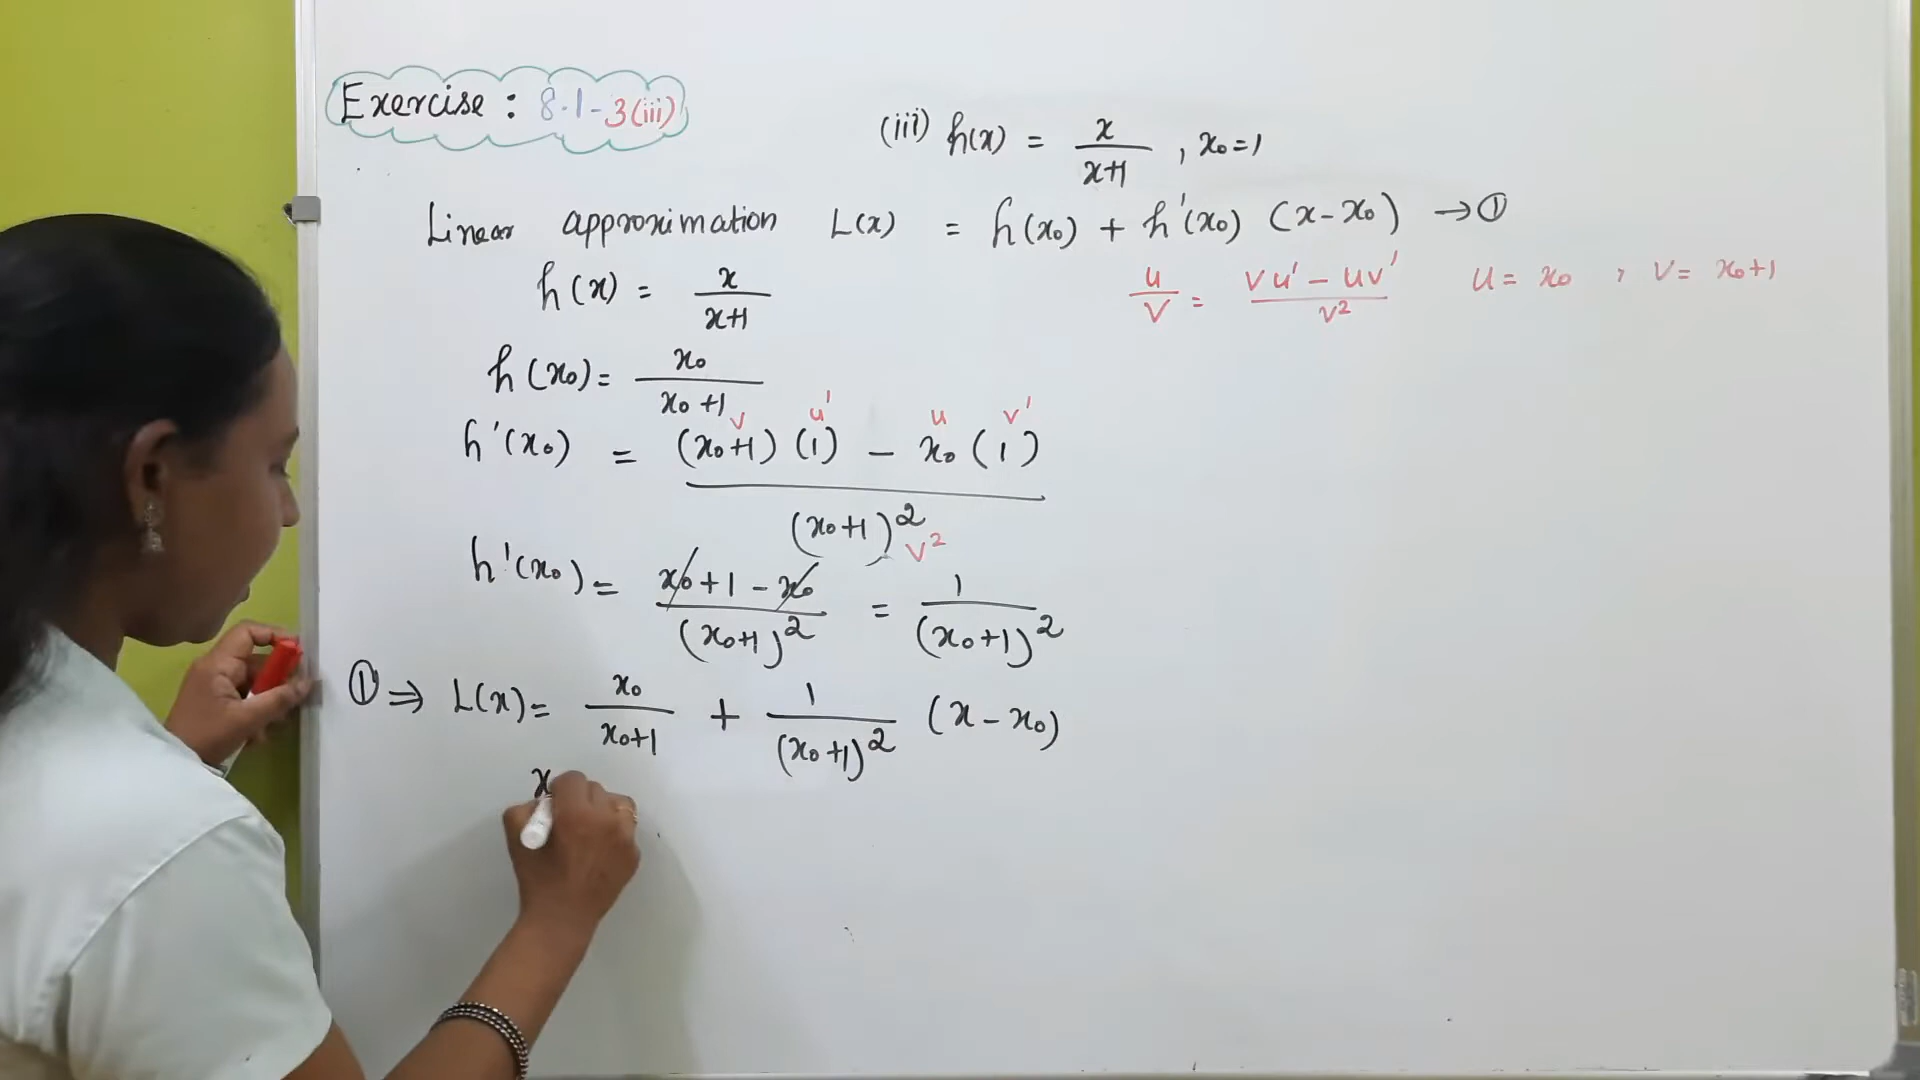 Exercise : 8.1-3(iii)
(iii) h(x) = x/(x+1) , x₀=1
Linear approximation L(x) = h(x₀) + h'(x₀) (x-x₀) → ①
h(x) = x/(x+1)
u/v = (vu' - uv')/v² u = x₀ , v = x₀+1
h(x₀) = x₀/(x₀+1)
v u' u v'
h'(x₀) = ((x₀+1) (1) - x₀ (1))/(x₀+1)²
v²
h'(x₀) = (x₀+1-x₀)/(x₀+1)² = 1/(x₀+1)²
① ⇒ L(x) = x₀/(x₀+1) + 1/(x₀+1)² (x-x₀)
x